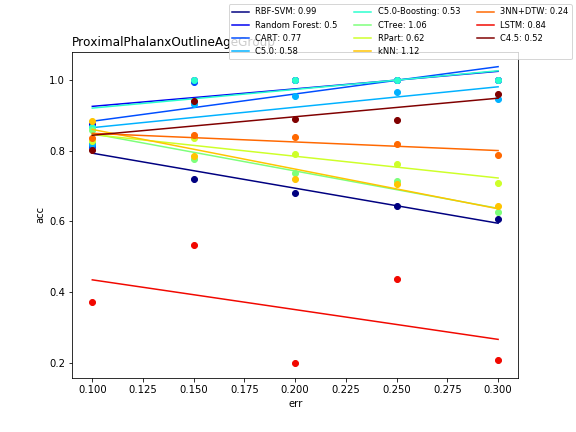 RBF-SVM: 0.99
Random Forest: 0.5
CART: 0.77
C5.0: 0.58
C5.0-Boosting: 0.53
CTree: 1.06
RPart: 0.62
kNN: 1.12
3NN+DTW: 0.24
LSTM: 0.84
C4.5: 0.52
ProximalPhalanxOutlineAgeGroup
1.0
0.8
0.6
0.4
0.2
acc
0.100 0.125 0.150 0.175 0.200 0.225 0.250 0.275 0.300
err